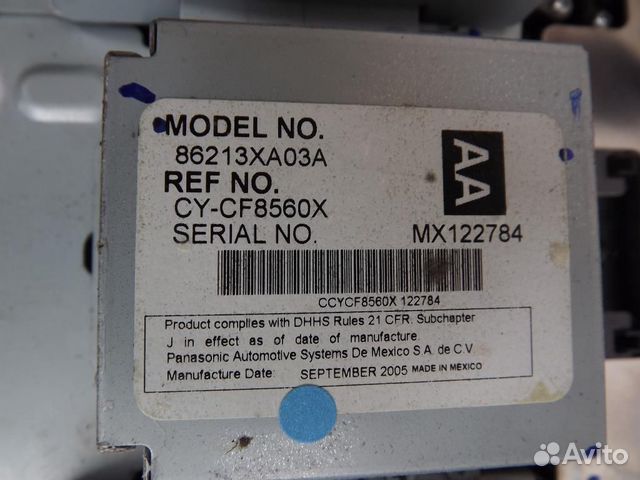 MODEL NO.
86213XA03A
REF NO.
CY-CF8560X
SERIAL NO. MX122784
AA
CCYCF8560X 122784
Product complies with DHHS Rules 21 CFR. Subchapter
J in effect as of date of manufacture.
Panasonic Automotive Systems De Mexico S.A. de C.V
Manufacture Date: SEPTEMBER 2005 MADE IN MEXICO
Avito